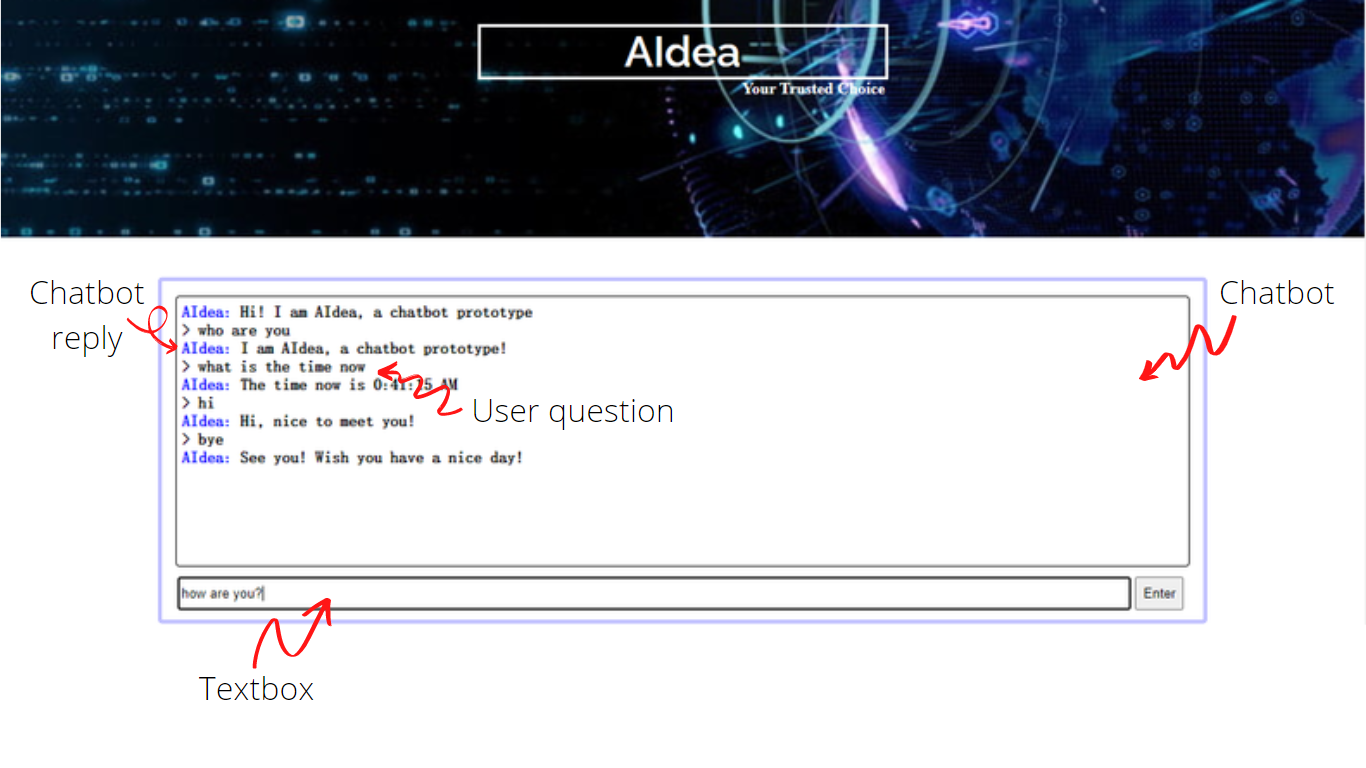 AIdea
Your Trusted Choice
Chatbot
reply
Chatbot
AIdea: Hi! I am AIdea, a chatbot prototype
> who are you
AIdea: I am AIdea, a chatbot prototype!
> what is the time now
AIdea: The time now is 0:41:15 AM
> hi
AIdea: Hi, nice to meet you!
User question
> bye
AIdea: See you! Wish you have a nice day!
how are you?
Enter
Textbox